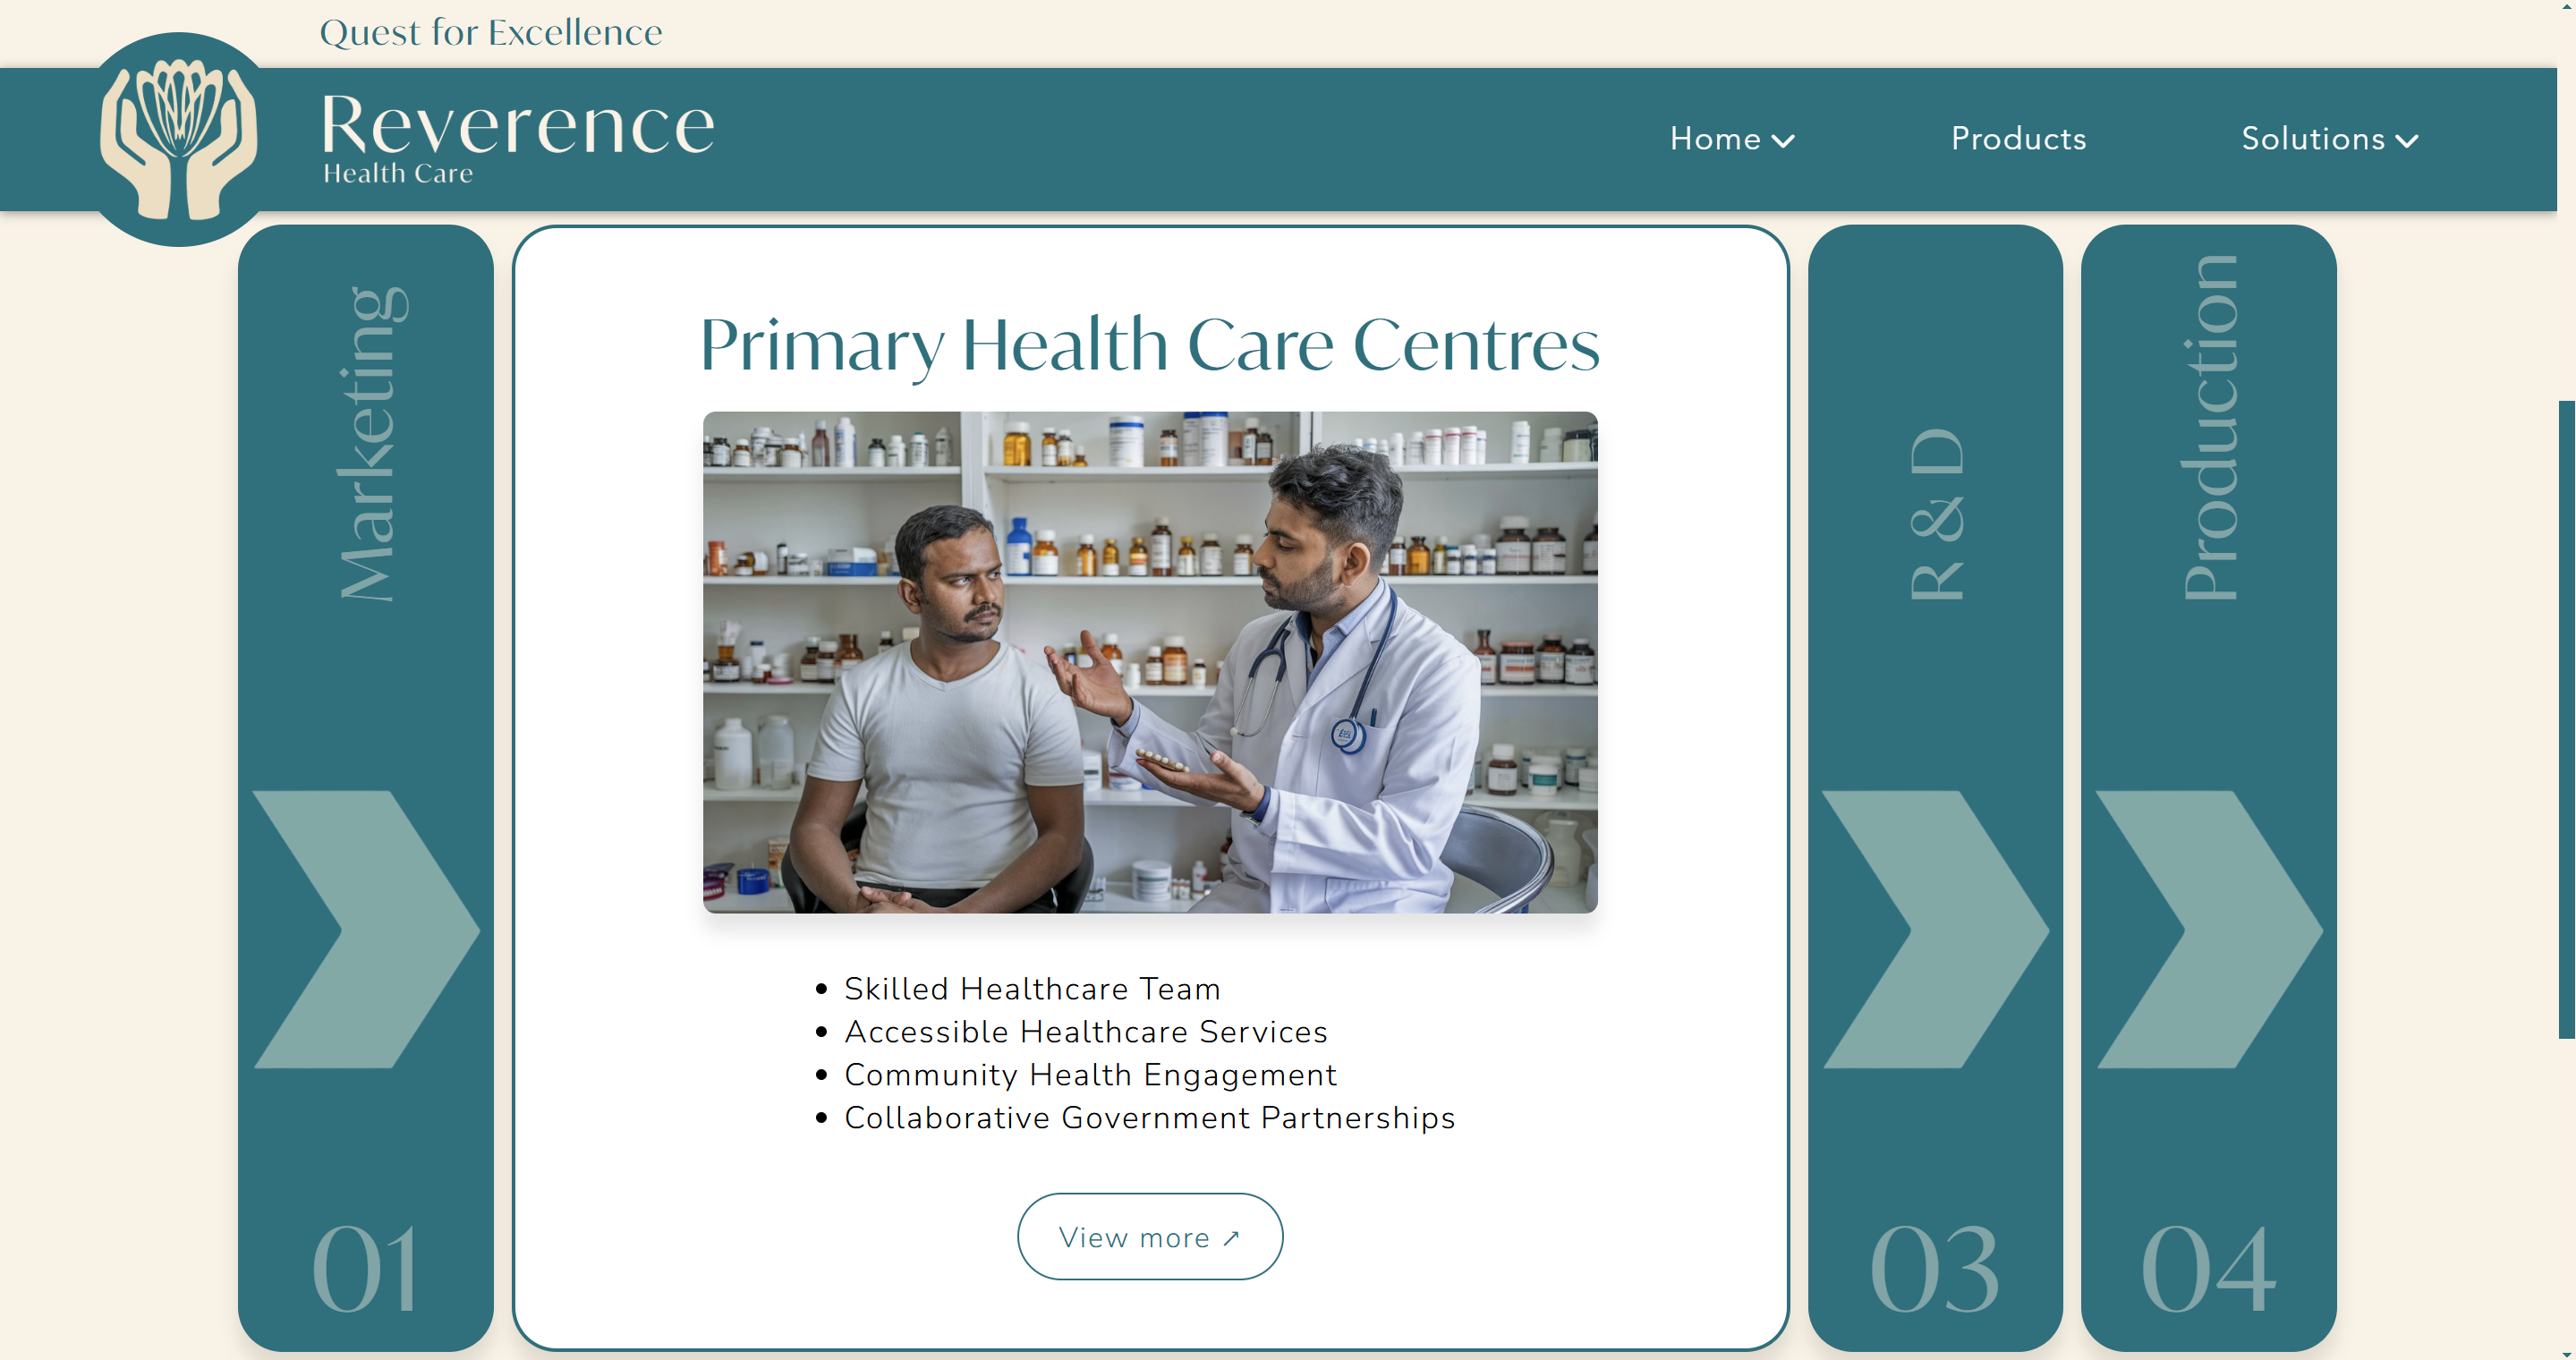 Quest for Excellence
Reverence
Health Care
Home
Products
Solutions
Marketing
01
Primary Health Care Centres
Skilled Healthcare Team
Accessible Healthcare Services
Community Health Engagement
Collaborative Government Partnerships
View more ↗
R & D
03
Production
04